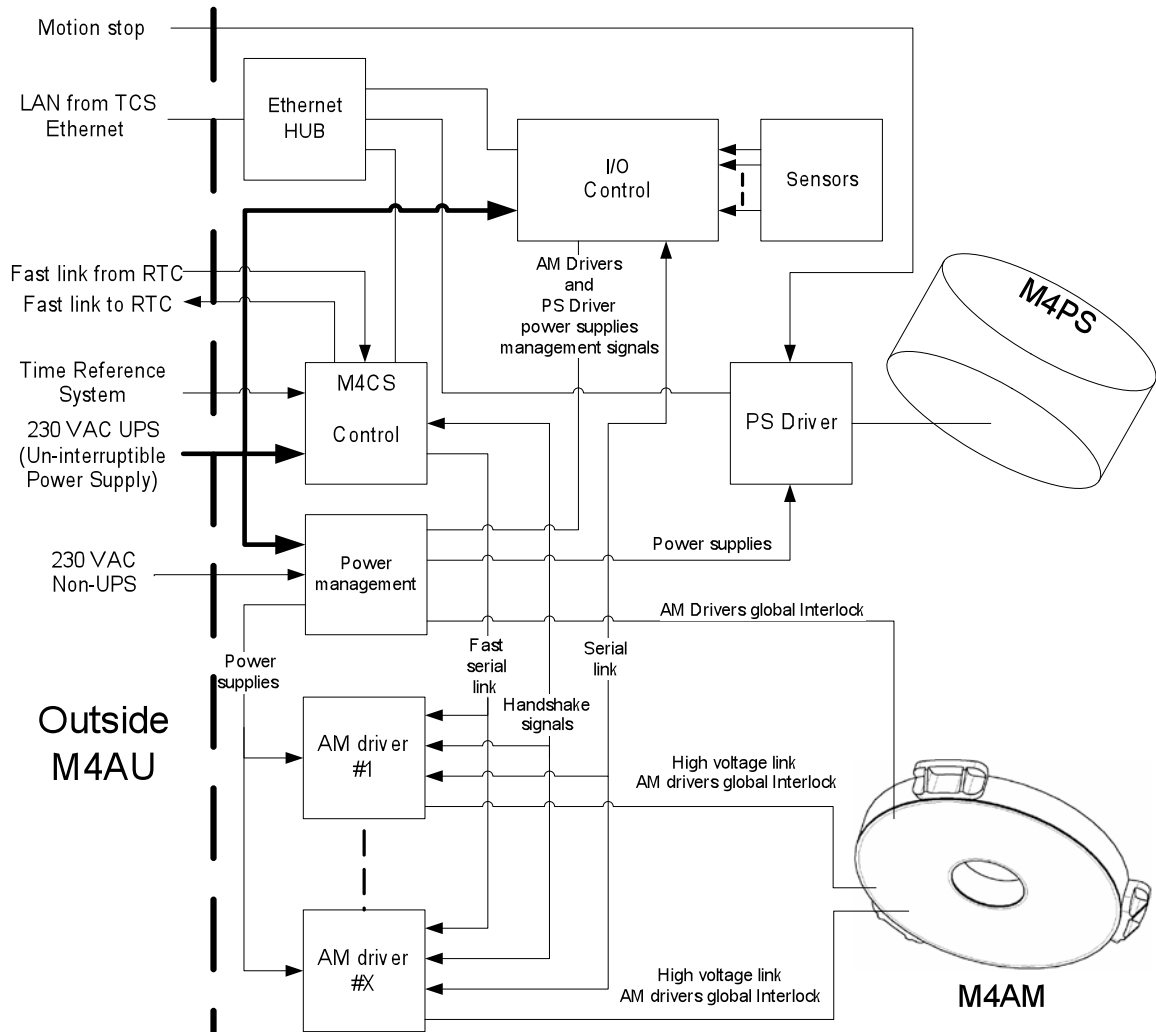 Motion stop
LAN from TCS
Ethernet
Ethernet
HUB
I/O
Control
Sensors
Fast link from RTC
Fast link to RTC
AM Drivers
and
PS Driver
power supplies
management signals
M4PS
Time Reference
System
M4CS
Control
230 VAC UPS
(Un-interruptible
Power Supply)
PS Driver
230 VAC
Non-UPS
Power
management
Power supplies
AM Drivers global Interlock
Power
supplies
Fast
serial
link
Serial
link
Handshake
signals
Outside
M4AU
AM driver
#1
High voltage link
AM drivers global Interlock
AM driver
#X
High voltage link
AM drivers global Interlock
M4AM